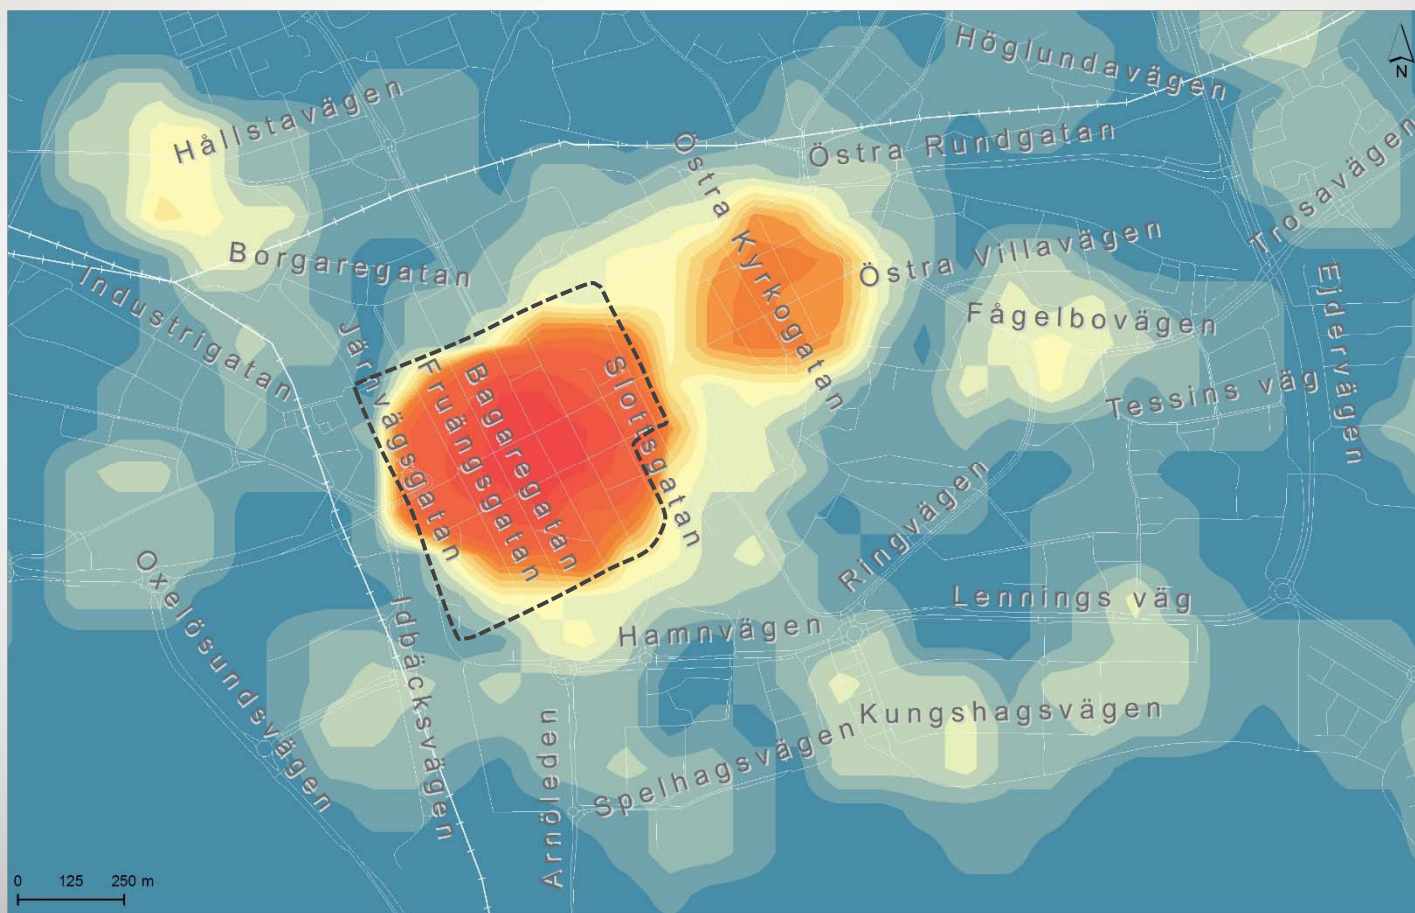 Höglundavägen
N
Hållstavägen
Östra Rundgatan
Östra Kyrkogatan
Trosavägen
Borgaregatan
Östra Villavägen
Industrigatan
Fågelbovägen
Ejdervägen
Järnvägsgatan
Fruängsgatan
Bagaregatan
Slottsgatan
Tessins väg
Ringvägen
Oxelösundsvägen
Idbäcksvägen
Lennings väg
Hamnvägen
Kungshagsvägen
Arnöleden
Spelhagsvägen
0 125 250 m